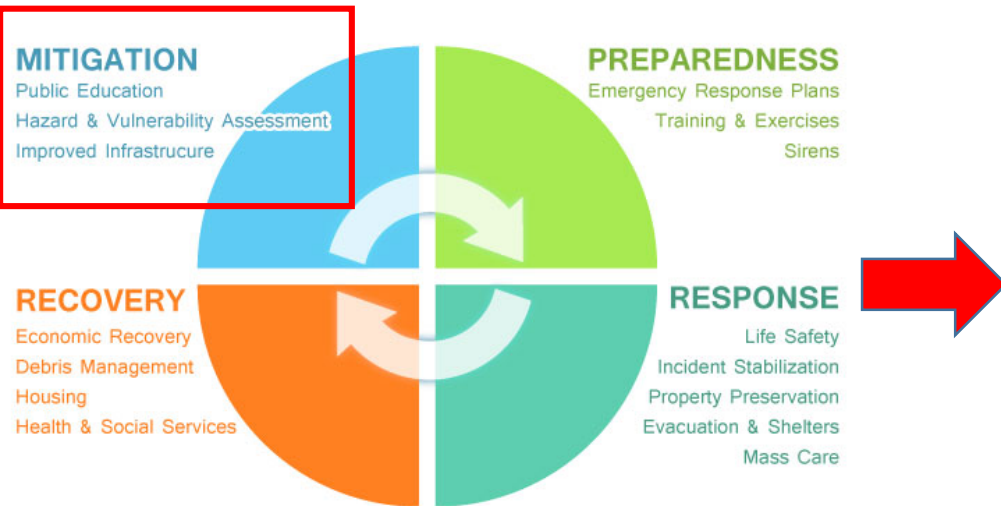 MITIGATION
Public Education
Hazard & Vulnerability Assessment
Improved Infrastrucure
PREPAREDNESS
Emergency Response Plans
Training & Exercises
Sirens
RECOVERY
Economic Recovery
Debris Management
Housing
Health & Social Services
RESPONSE
Life Safety
Incident Stabilization
Property Preservation
Evacuation & Shelters
Mass Care